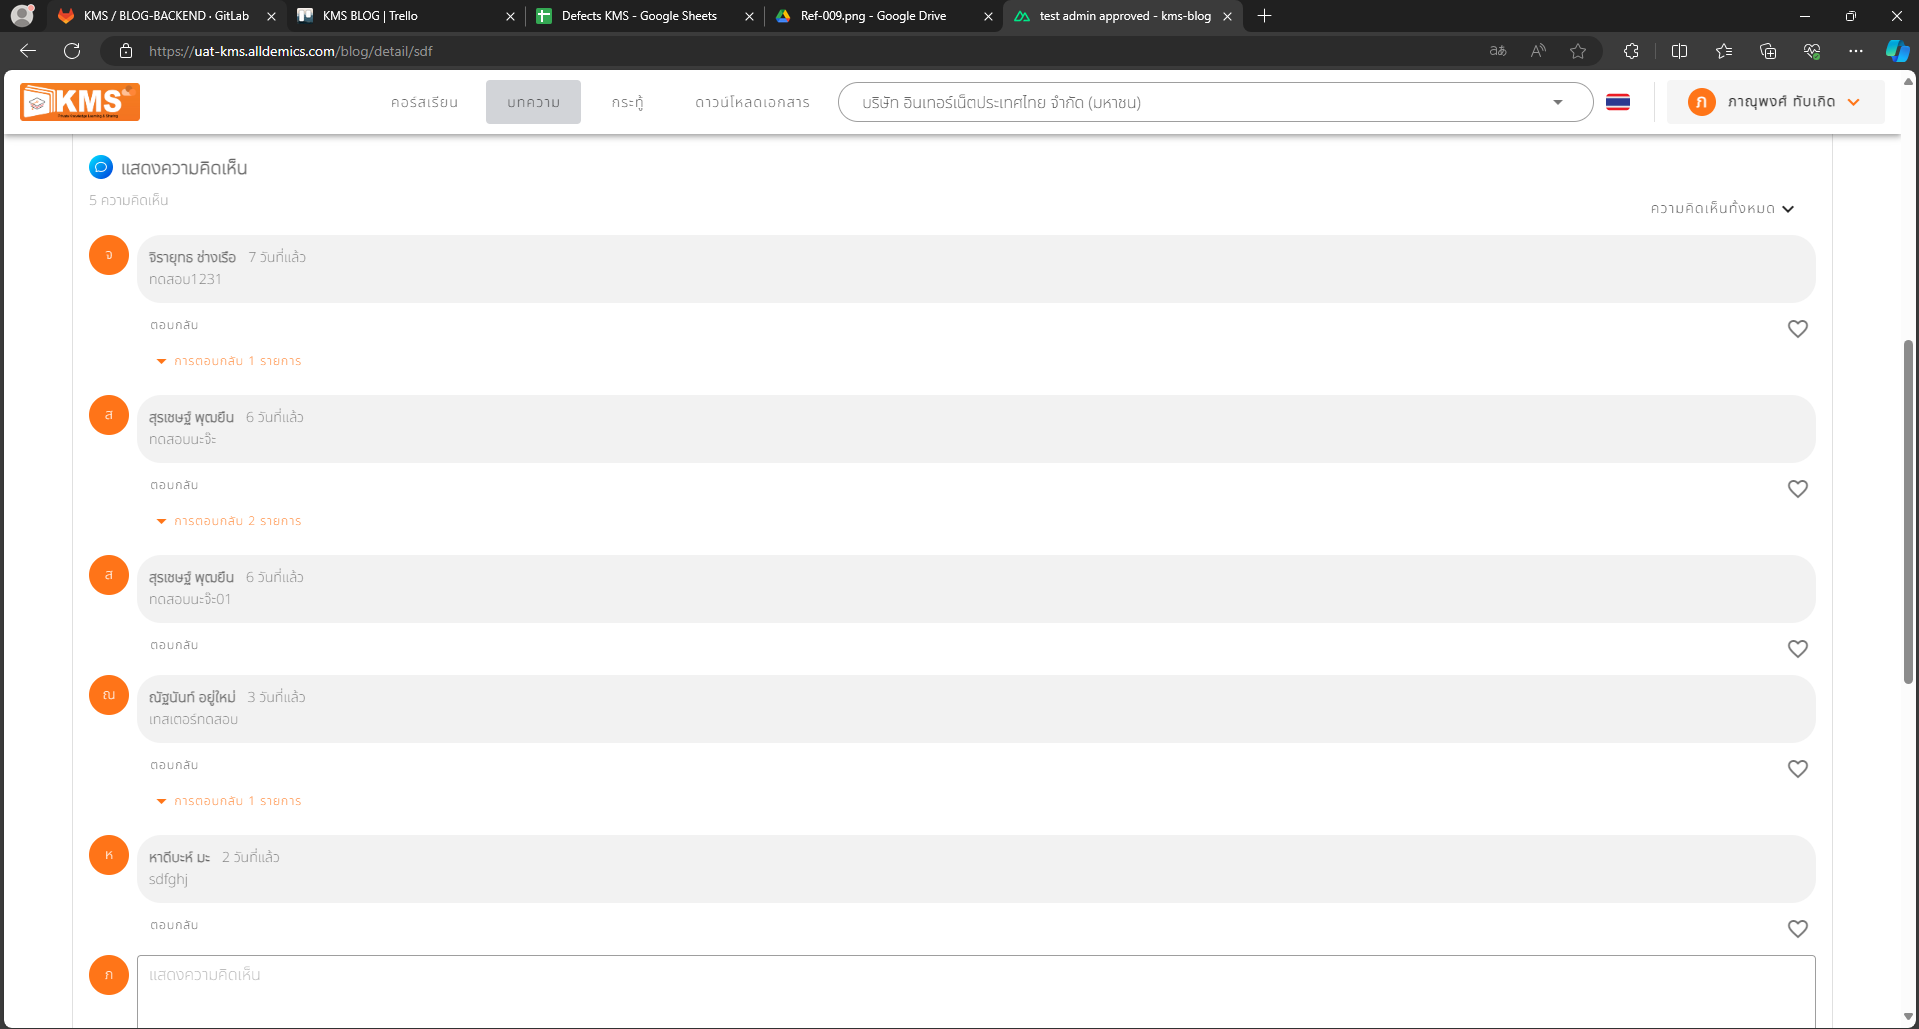 KMS / BLOG-BACKEND · GitLab
KMS BLOG | Trello
Defects KMS - Google Sheets
Ref-009.png - Google Drive
test admin approved - kms-blog
https://uat-kms.alldemics.com/blog/detail/sdf
KMS
คอร์สเรียน
บทความ
กระทู้
ดาวน์โหลดเอกสาร
บริษัท อินเทอร์เน็ตประเทศไทย จำกัด (มหาชน)
ภ
ภาณุพงศ์ ทับเกิด
แสดงความคิดเห็น
5 ความคิดเห็น
ความคิดเห็นทั้งหมด
จ
จิรายุทธ ช่างเรือ 7 วันที่แล้ว
ทดสอบ1231
ตอบกลับ
การตอบกลับ 1 รายการ
ส
สุรเชษฐ์ พุฒยืน 6 วันที่แล้ว
ทดสอบนะจ๊ะ
ตอบกลับ
การตอบกลับ 2 รายการ
ส
สุรเชษฐ์ พุฒยืน 6 วันที่แล้ว
ทดสอบนะจ๊ะ01
ตอบกลับ
ณ
ณัฐนันท์ อยู่ใหม่ 3 วันที่แล้ว
เทสเตอร์ทดสอบ
ตอบกลับ
การตอบกลับ 1 รายการ
ห
หาดีบะห์ มะ 2 วันที่แล้ว
sdfghj
ตอบกลับ
ภ
แสดงความคิดเห็น